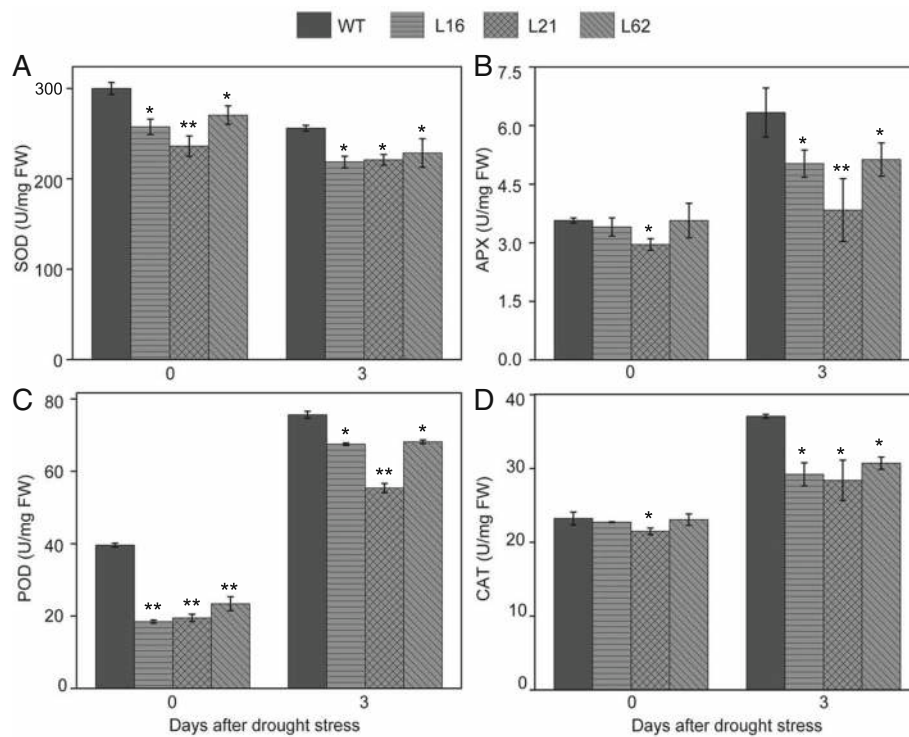 WT L16 L21 L62
A
SOD (U/mg FW)
300
200
100
0
* ** *
* * *
0 3
B
APX (U/mg FW)
7.5
6.0
4.5
3.0
1.5
0.0
*
* ** *
0 3
C
POD (U/mg FW)
80
60
40
20
0
** ** **
* ** *
0 3
Days after drought stress
D
CAT (U/mg FW)
40
30
20
10
0
*
* * *
0 3
Days after drought stress